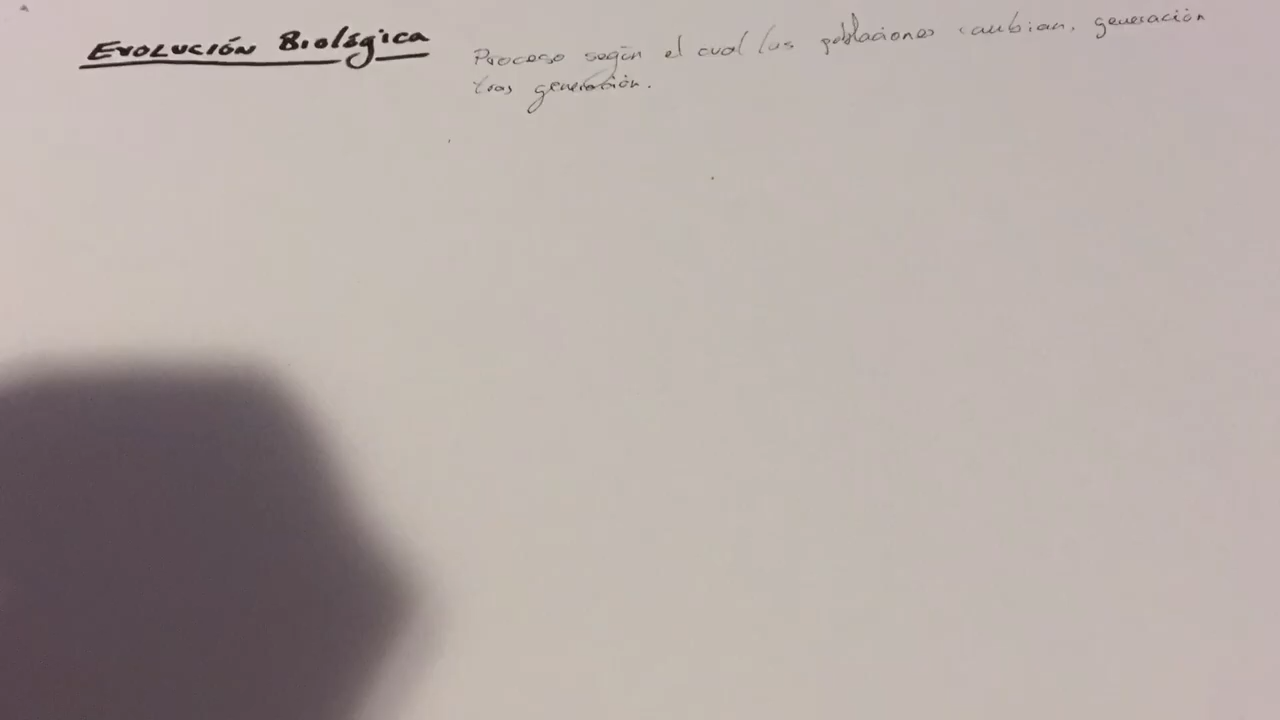 Evolución Biológica
Proceso según el cual las poblaciones cambian, generación
tras generación.